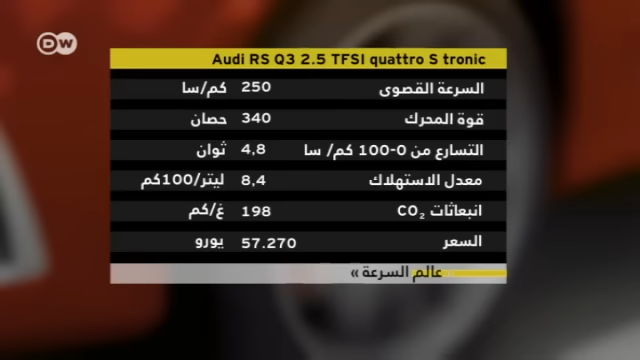 DW
Audi RS Q3 2.5 TFSI quattro S tronic
السرعة القصوى 250 كم/سا
قوة المحرك 340 حصان
التسارع من 0-100 كم/ سا 4,8 ثوان
معدل الاستهلاك 8,4 ليتر/100كم
انبعاثات CO₂ 198 غ/كم
السعر 57.270 يورو
عالم السرعة »